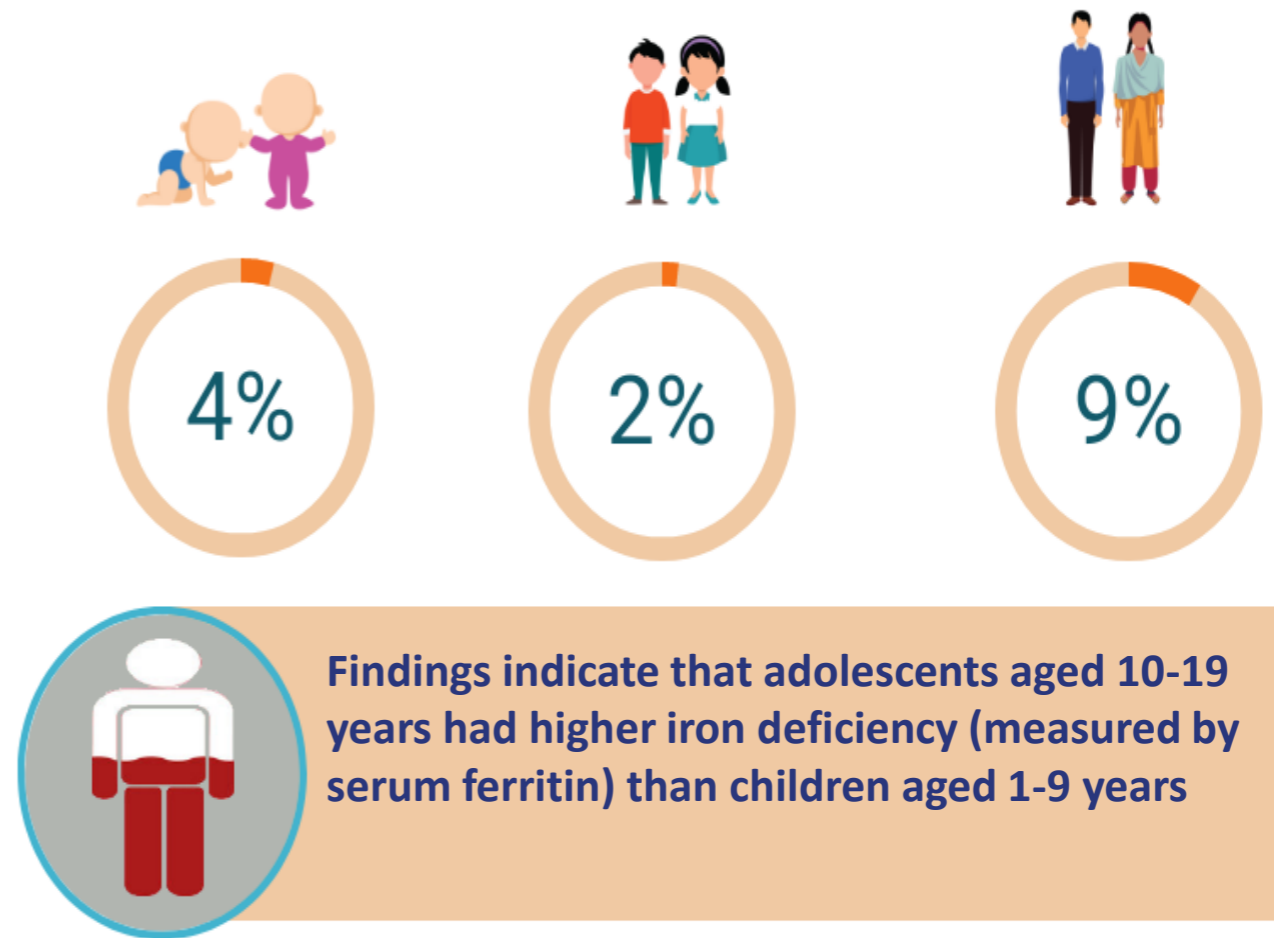 4%
2%
9%
Findings indicate that adolescents aged 10-19
years had higher iron deficiency (measured by
serum ferritin) than children aged 1-9 years